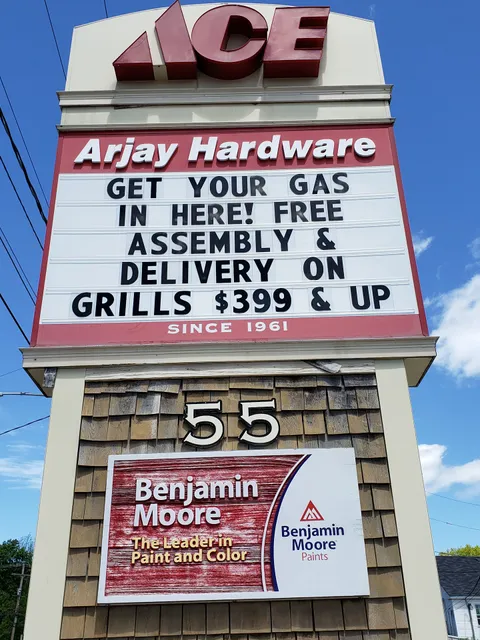 ACE
Arjay Hardware
GET YOUR GAS
IN HERE! FREE
ASSEMBLY &
DELIVERY ON
GRILLS $399 & UP
SINCE 1961
55
Benjamin
Moore
The Leader in
Paint and Color
Benjamin
Moore
Paints